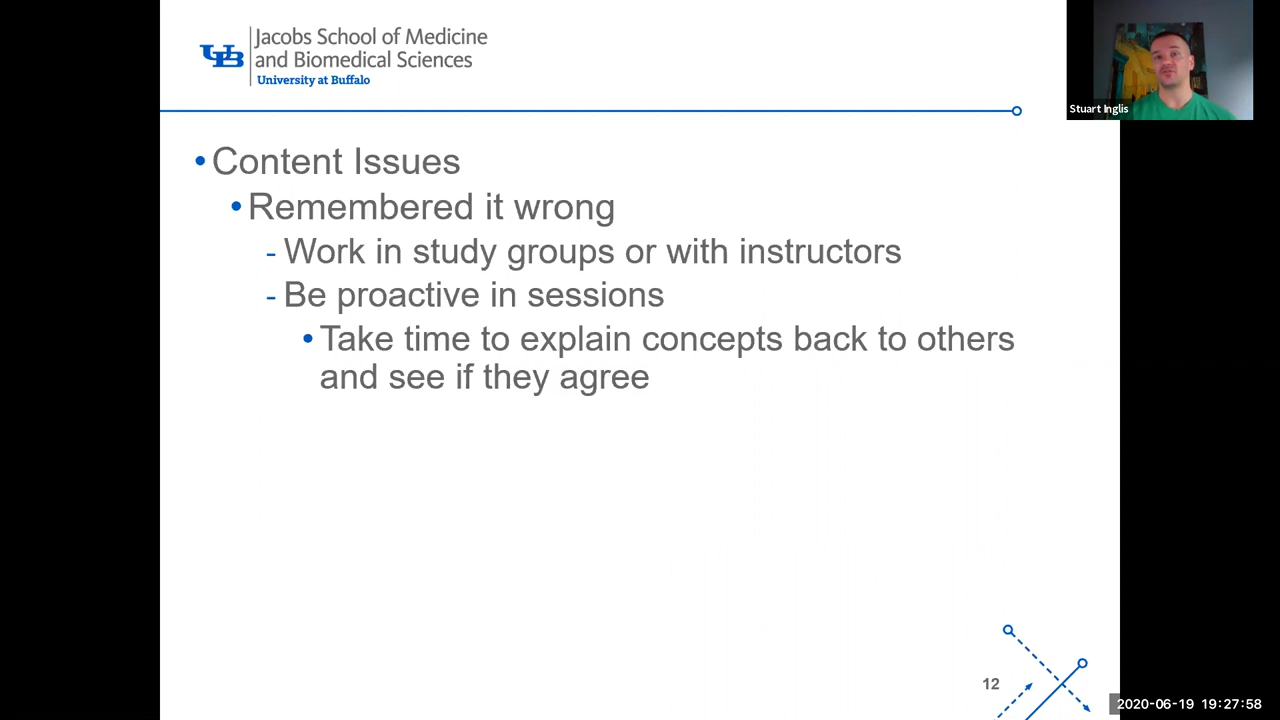 UB
Jacobs School of Medicine
and Biomedical Sciences
University at Buffalo
Stuart Inglis
• Content Issues
• Remembered it wrong
- Work in study groups or with instructors
- Be proactive in sessions
• Take time to explain concepts back to others
and see if they agree
12
2020-06-19 19:27:58